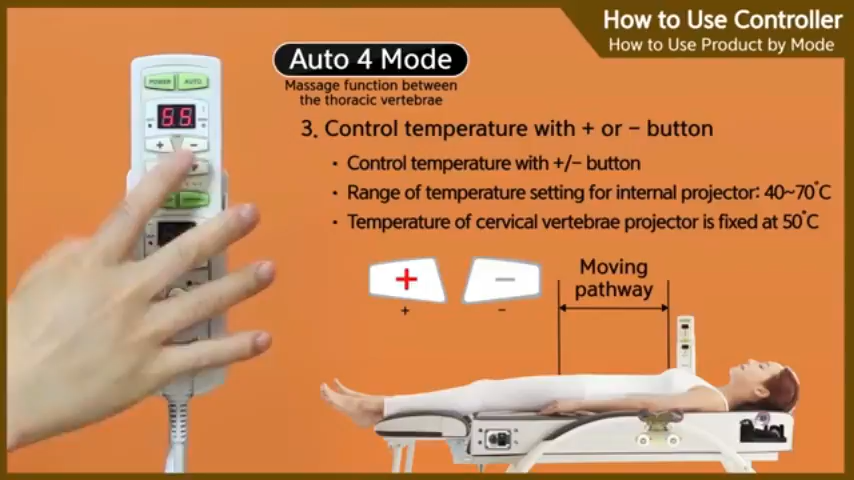 How to Use Controller
How to Use Product by Mode
Auto 4 Mode
Massage function between
the thoracic vertebrae
POWER AUTO
55
+ -
3. Control temperature with + or - button
· Control temperature with +/- button
· Range of temperature setting for internal projector: 40~70°C
· Temperature of cervical vertebrae projector is fixed at 50°C
+ -
+ -
Moving
pathway